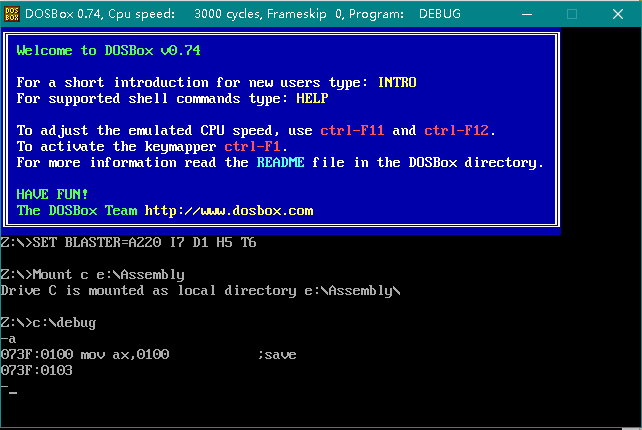 DOSBox 0.74, Cpu speed: 3000 cycles, Frameskip 0, Program: DEBUG
Welcome to DOSBox v0.74
For a short introduction for new users type: INTRO
For supported shell commands type: HELP
To adjust the emulated CPU speed, use ctrl-F11 and ctrl-F12.
To activate the keymapper ctrl-F1.
For more information read the README file in the DOSBox directory.
HAVE FUN!
The DOSBox Team http://www.dosbox.com
Z:\>SET BLASTER=A220 I7 D1 H5 T6
Z:\>Mount c e:\Assembly
Drive C is mounted as local directory e:\Assembly\
Z:\>c:\debug
-a
073F:0100 mov ax,0100 ;save
073F:0103
-_